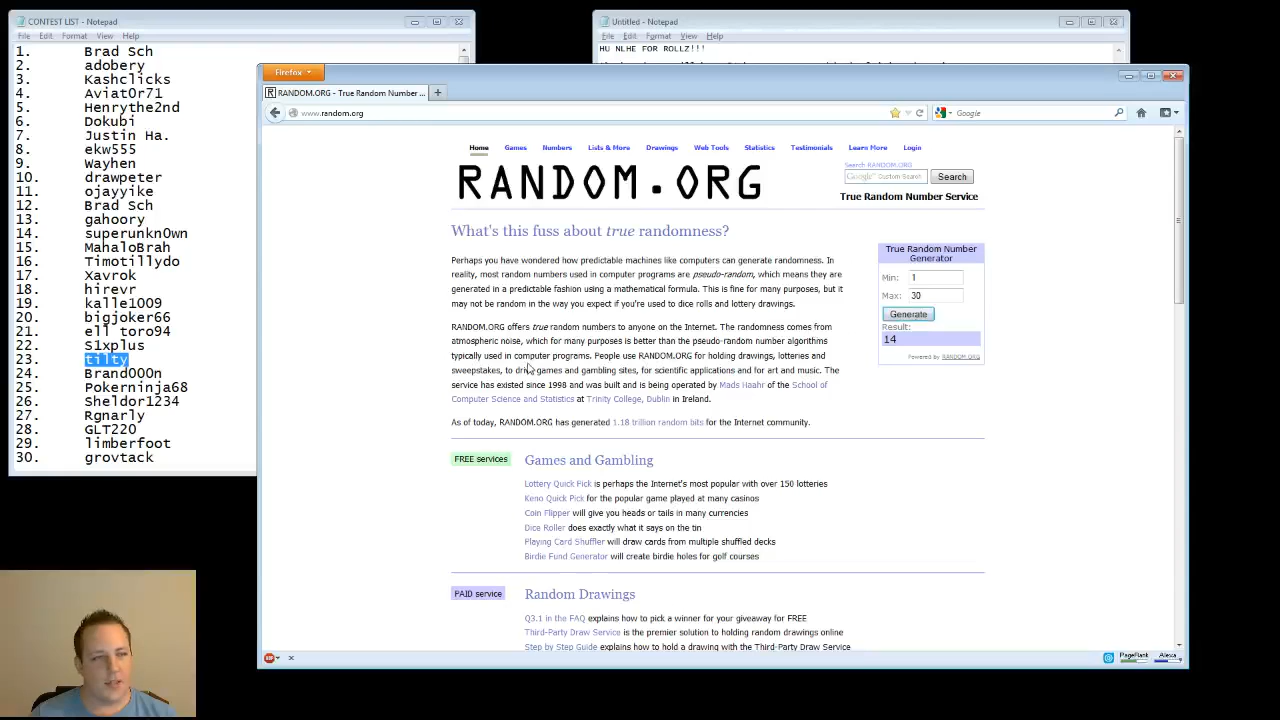 CONTEST LIST - Notepad
File Edit Format View Help
1. Brad Sch
2. adobery
3. Kashclicks
4. Aviat0r71
5. Henrythe2nd
6. Dokubi
7. Justin Ha.
8. ekw555
9. Wayhen
10. drawpeter
11. ojayyike
12. Brad Sch
13. gahoory
14. superunkn0wn
15. MahaloBrah
16. Timotillydo
17. Xavrok
18. hirevr
19. kalle1009
20. bigjoker66
21. ell toro94
22. s1xplus
23. tilty
24. Brand000n
25. Pokerninja68
26. Sheldor1234
27. Rgnarly
28. GLT220
29. limberfoot
30. grovtack
Untitled - Notepad
File Edit Format View Help
HU NLHE FOR ROLLZ!!!
Firefox
RANDOM.ORG - True Random Number ...
www.random.org
Google
Home Games Numbers Lists & More Drawings Web Tools Statistics Testimonials Learn More Login
RANDOM.ORG
Search RANDOM.ORG
Google Custom Search Search
True Random Number Service
What's this fuss about true randomness?
Perhaps you have wondered how predictable machines like computers can generate randomness. In
reality, most random numbers used in computer programs are pseudo-random, which means they are
generated in a predictable fashion using a mathematical formula. This is fine for many purposes, but it
may not be random in the way you expect if you're used to dice rolls and lottery drawings.
RANDOM.ORG offers true random numbers to anyone on the Internet. The randomness comes from
atmospheric noise, which for many purposes is better than the pseudo-random number algorithms
typically used in computer programs. People use RANDOM.ORG for holding drawings, lotteries and
sweepstakes, to drive games and gambling sites, for scientific applications and for art and music. The
service has existed since 1998 and was built and is being operated by Mads Haahr of the School of
Computer Science and Statistics at Trinity College, Dublin in Ireland.
As of today, RANDOM.ORG has generated 1.18 trillion random bits for the Internet community.
True Random Number
Generator
Min: 1
Max: 30
Generate
Result:
14
Powered by RANDOM.ORG
FREE services
Games and Gambling
Lottery Quick Pick is perhaps the Internet's most popular with over 150 lotteries
Keno Quick Pick for the popular game played at many casinos
Coin Flipper will give you heads or tails in many currencies
Dice Roller does exactly what it says on the tin
Playing Card Shuffler will draw cards from multiple shuffled decks
Birdie Fund Generator will create birdie holes for golf courses
PAID service
Random Drawings
Q3.1 in the FAQ explains how to pick a winner for your giveaway for FREE
Third-Party Draw Service is the premier solution to holding random drawings online
Step by Step Guide explains how to hold a drawing with the Third-Party Draw Service
PageRank Alexa